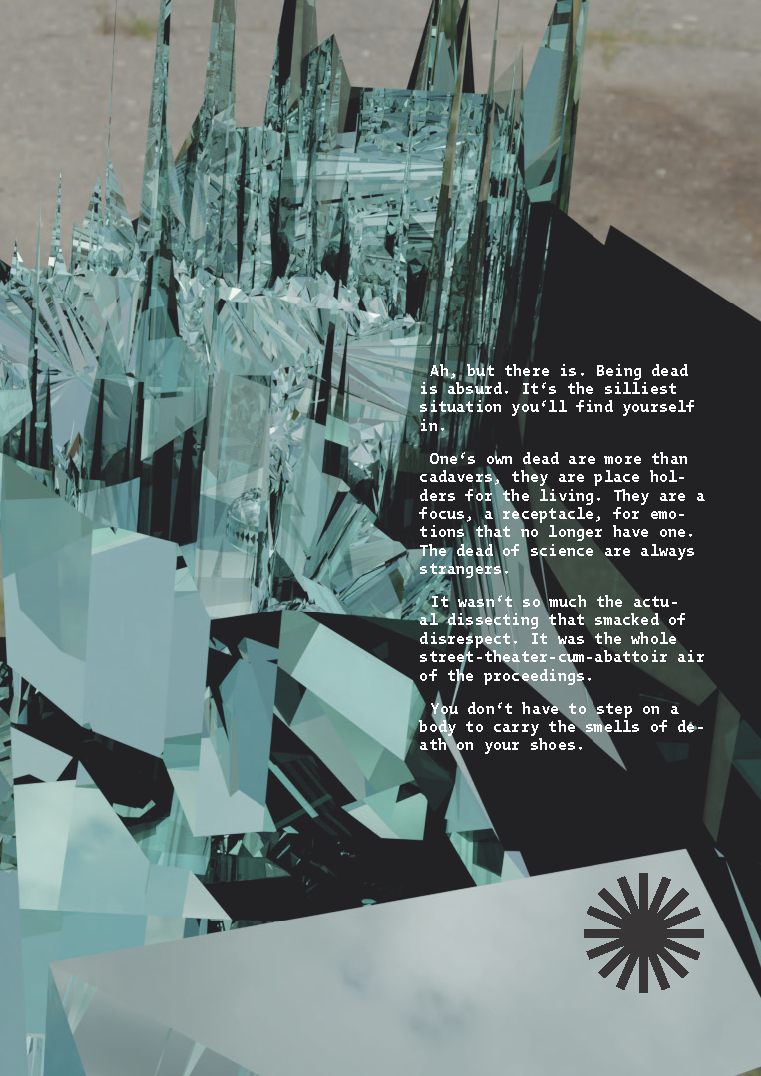 Ah, but there is. Being dead
is absurd. It‘s the silliest
situation you‘ll find yourself
in.
One‘s own dead are more than
cadavers, they are place hol-
ders for the living. They are a
focus, a receptacle, for emo-
tions that no longer have one.
The dead of science are always
strangers.
It wasn‘t so much the actu-
al dissecting that smacked of
disrespect. It was the whole
street-theater-cum-abattoir air
of the proceedings.
You don‘t have to step on a
body to carry the smells of de-
ath on your shoes.